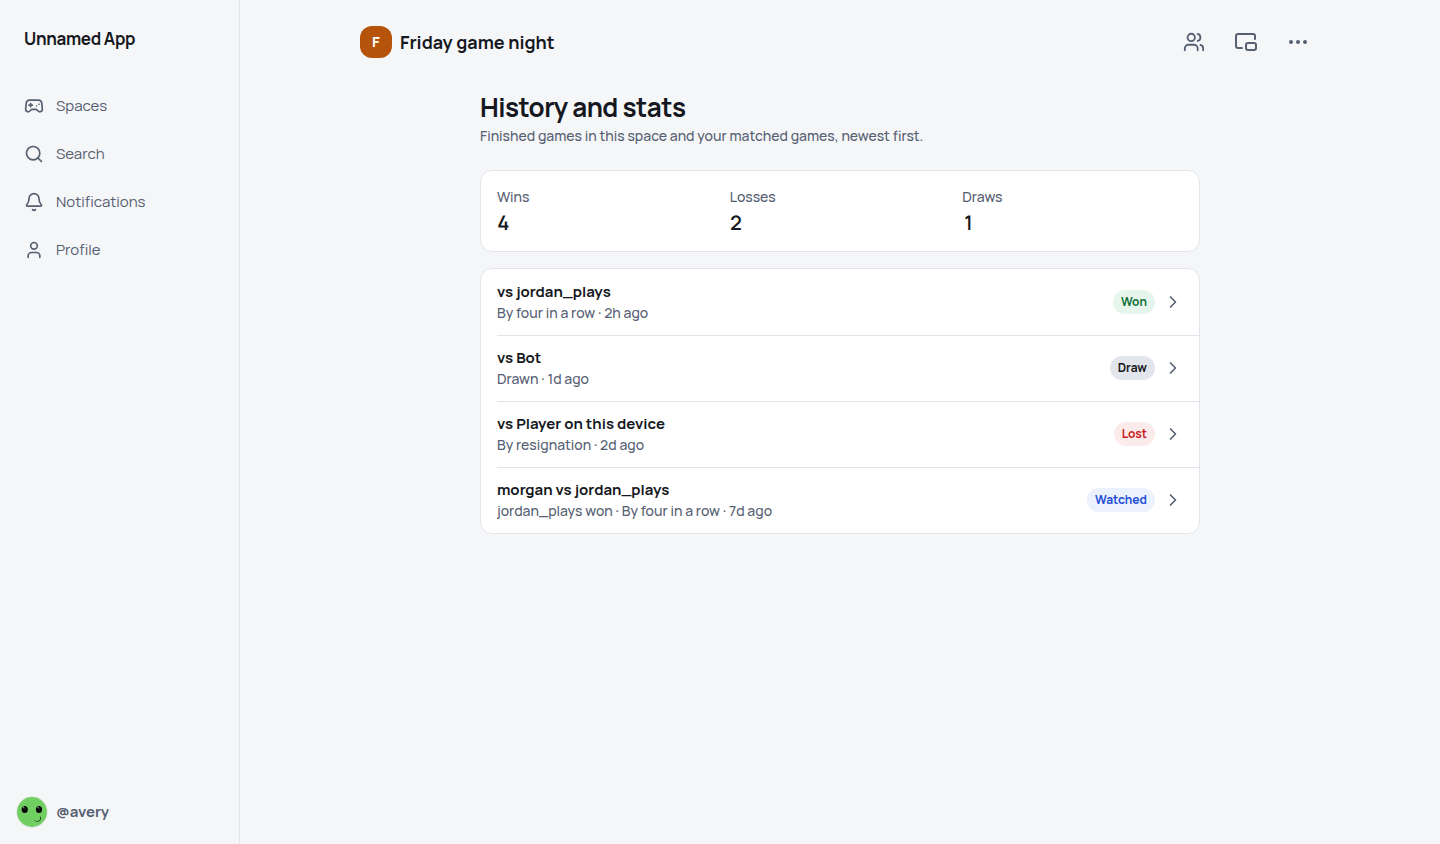 Unnamed App
Spaces
Search
Notifications
Profile
@avery
F Friday game night
History and stats
Finished games in this space and your matched games, newest first.
Wins Losses Draws
4 2 1
vs jordan_plays
By four in a row · 2h ago
Won
vs Bot
Drawn · 1d ago
Draw
vs Player on this device
By resignation · 2d ago
Lost
morgan vs jordan_plays
jordan_plays won · By four in a row · 7d ago
Watched